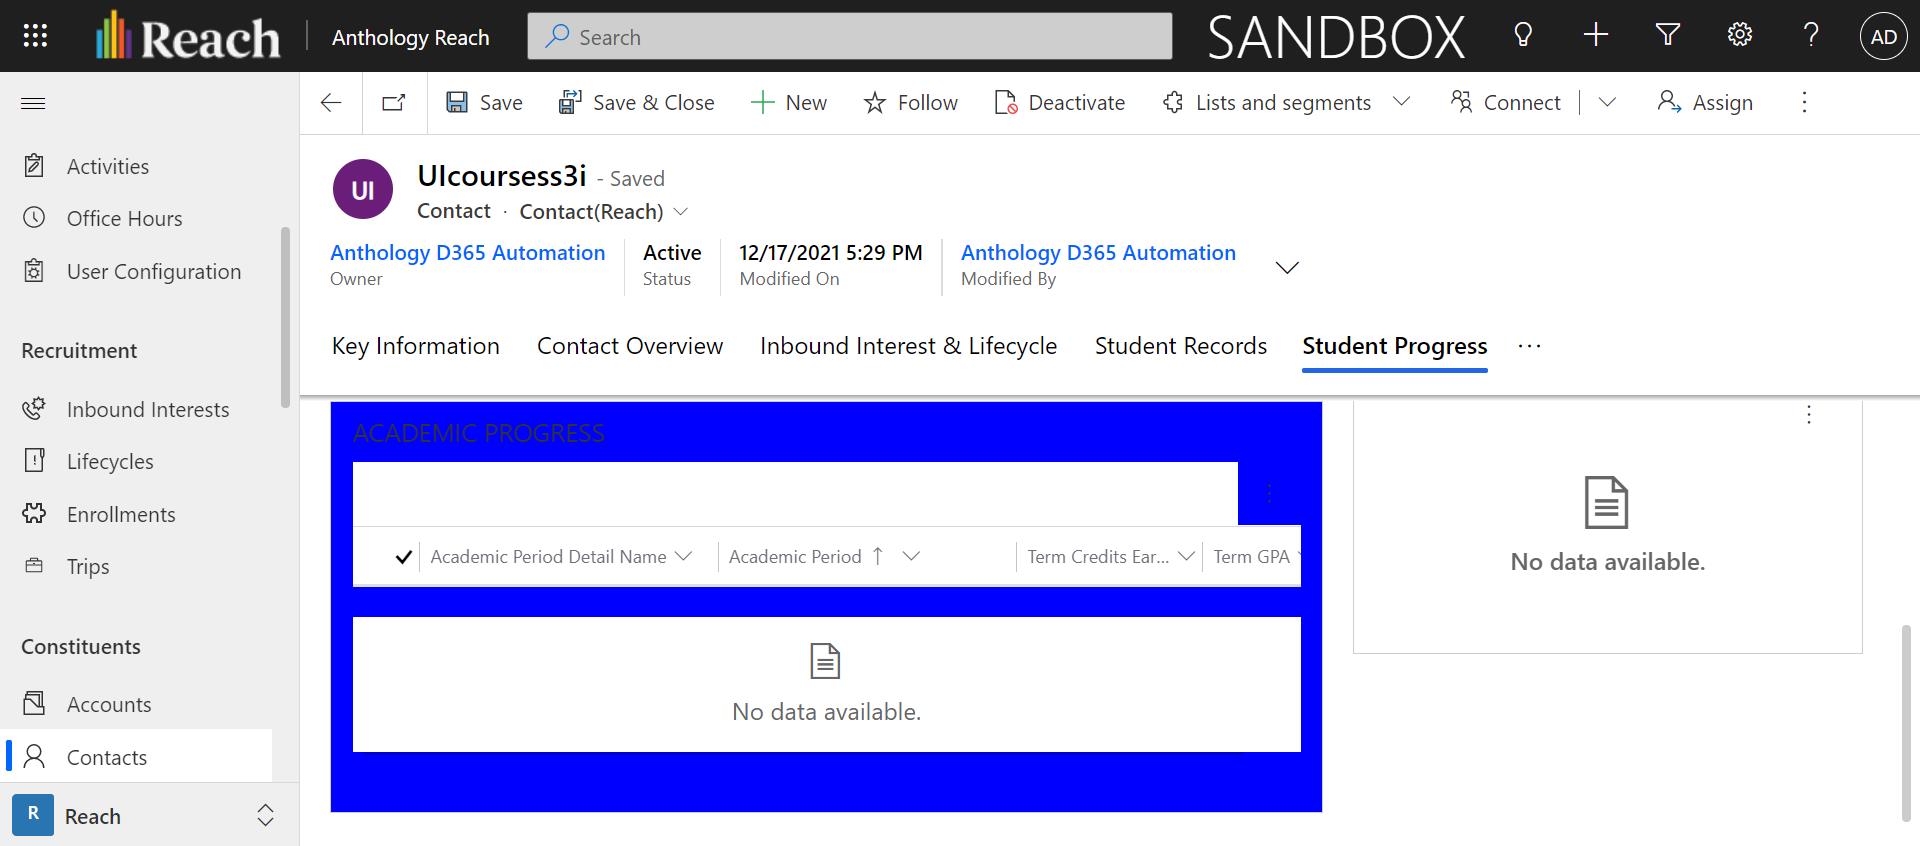 Reach
Anthology Reach
Search
SANDBOX
AD
Save
Save & Close
New
Follow
Deactivate
Lists and segments
Connect
Assign
Activities
Office Hours
User Configuration
Recruitment
Inbound Interests
Lifecycles
Enrollments
Trips
Constituents
Accounts
Contacts
R Reach
UI
UIcoursess3i - Saved
Contact · Contact(Reach)
Anthology D365 Automation
Owner
Active
Status
12/17/2021 5:29 PM
Modified On
Anthology D365 Automation
Modified By
Key Information
Contact Overview
Inbound Interest & Lifecycle
Student Records
Student Progress
ACADEMIC PROGRESS
Academic Period Detail Name
Academic Period
Term Credits Ear...
Term GPA
No data available.
No data available.